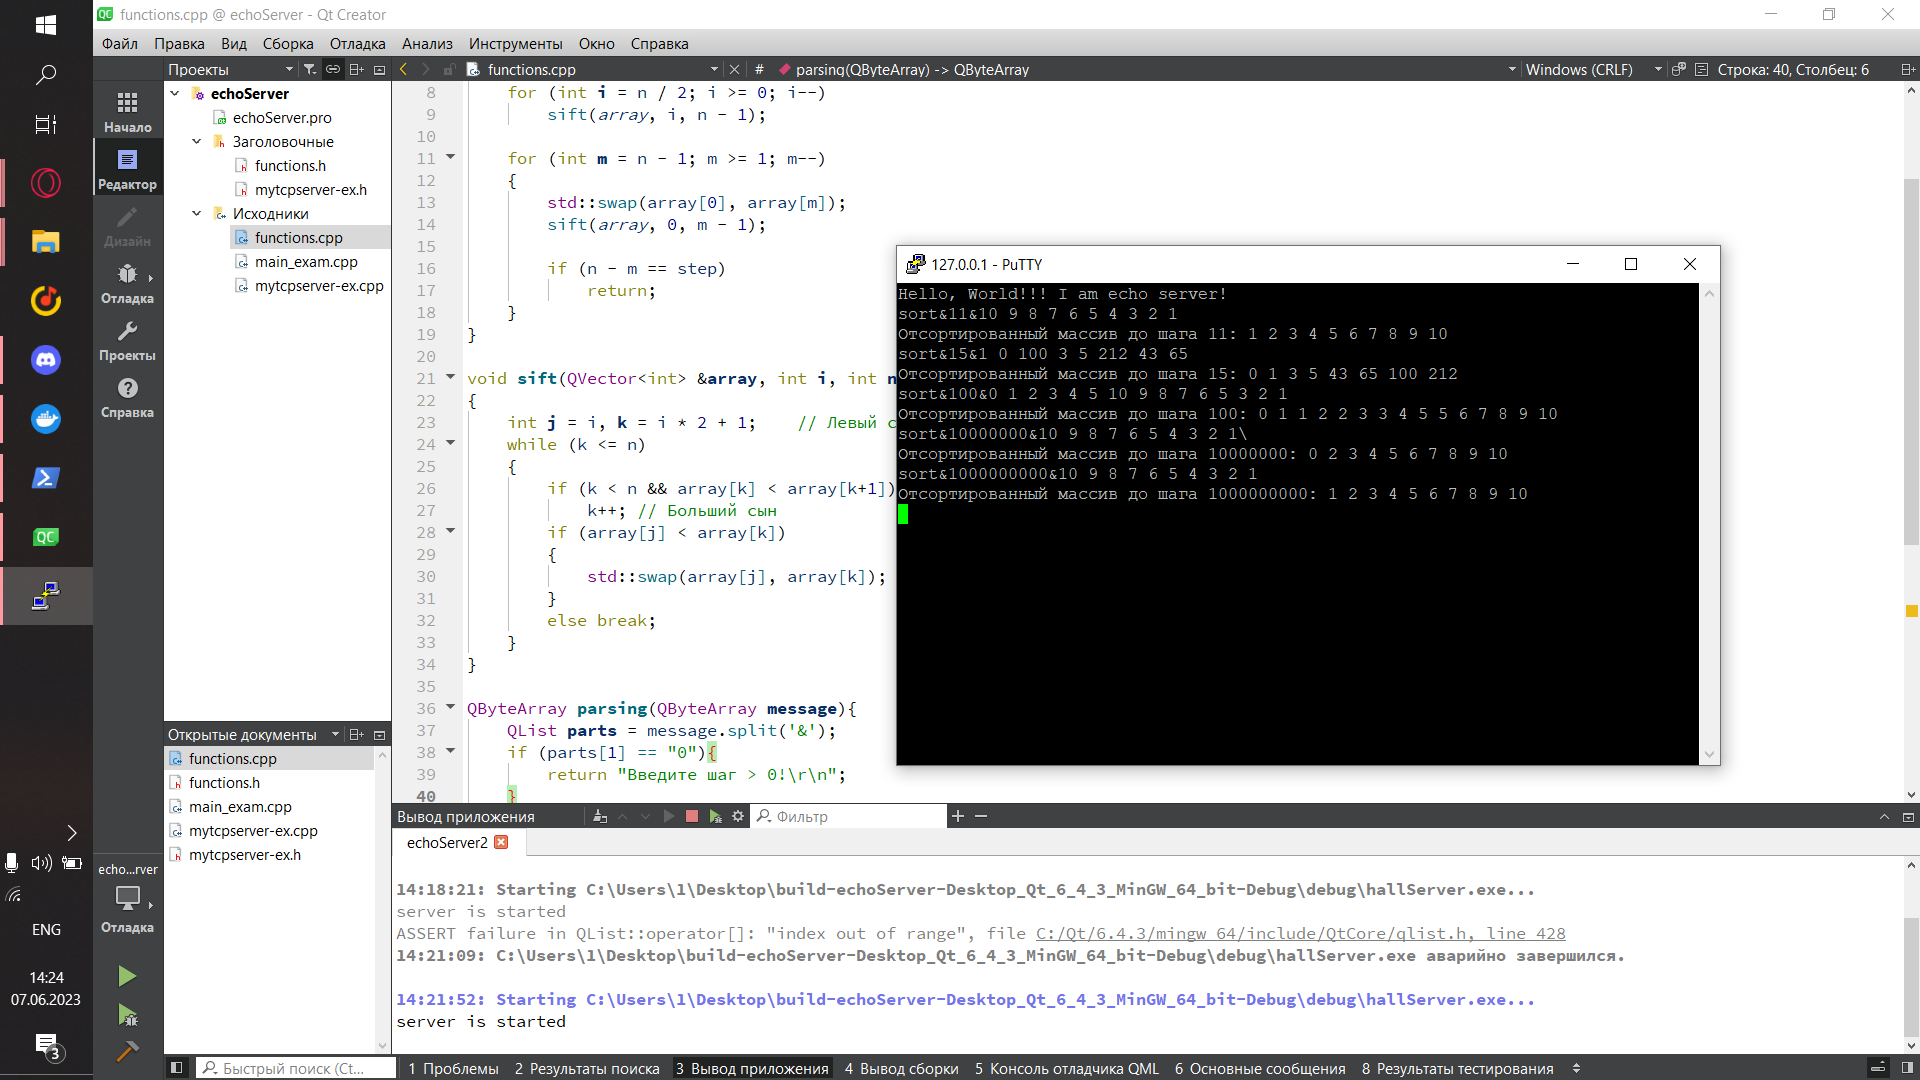 functions.cpp @ echoServer - Qt Creator
Файл Правка Вид Сборка Отладка Анализ Инструменты Окно Справка
Проекты
functions.cpp
# parsing(QByteArray) -> QByteArray
Windows (CRLF)
Строка: 40, Столбец: 6
Начало
Редактор
Дизайн
Отладка
Проекты
Справка
echoServer
echoServer.pro
Заголовочные
functions.h
mytcpserver-ex.h
Исходники
functions.cpp
main_exam.cpp
mytcpserver-ex.cpp
8 for (int i = n / 2; i >= 0; i--)
9 sift(array, i, n - 1);
10
11 for (int m = n - 1; m >= 1; m--)
12 {
13 std::swap(array[0], array[m]);
14 sift(array, 0, m - 1);
15
16 if (n - m == step)
17 return;
18 }
19 }
20
21 void sift(QVector<int> &array, int i, int n
22 {
23 int j = i, k = i * 2 + 1; // Левый с
24 while (k <= n)
25 {
26 if (k < n && array[k] < array[k+1])
27 k++; // Больший сын
28 if (array[j] < array[k])
29 {
30 std::swap(array[j], array[k]);
31 }
32 else break;
33 }
34 }
35
36 QByteArray parsing(QByteArray message){
37 QList parts = message.split('&');
38 if (parts[1] == "0"){
39 return "Введите шаг > 0!\r\n";
40 }
127.0.0.1 - PuTTY
Hello, World!!! I am echo server!
sort&11&10 9 8 7 6 5 4 3 2 1
Отсортированный массив до шага 11: 1 2 3 4 5 6 7 8 9 10
sort&15&1 0 100 3 5 212 43 65
Отсортированный массив до шага 15: 0 1 3 5 43 65 100 212
sort&100&0 1 2 3 4 5 10 9 8 7 6 5 3 2 1
Отсортированный массив до шага 100: 0 1 1 2 2 3 3 4 5 5 6 7 8 9 10
sort&10000000&10 9 8 7 6 5 4 3 2 1\
Отсортированный массив до шага 10000000: 0 2 3 4 5 6 7 8 9 10
sort&1000000000&10 9 8 7 6 5 4 3 2 1
Отсортированный массив до шага 1000000000: 1 2 3 4 5 6 7 8 9 10
Открытые документы
functions.cpp
functions.h
main_exam.cpp
mytcpserver-ex.cpp
mytcpserver-ex.h
Вывод приложения
Фильтр
echoServer2
14:18:21: Starting C:\Users\1\Desktop\build-echoServer-Desktop_Qt_6_4_3_MinGW_64_bit-Debug\debug\hallServer.exe...
server is started
ASSERT failure in QList::operator[]: "index out of range", file C:/Qt/6.4.3/mingw_64/include/QtCore/qlist.h, line 428
14:21:09: C:\Users\1\Desktop\build-echoServer-Desktop_Qt_6_4_3_MinGW_64_bit-Debug\debug\hallServer.exe аварийно завершился.
14:21:52: Starting C:\Users\1\Desktop\build-echoServer-Desktop_Qt_6_4_3_MinGW_64_bit-Debug\debug\hallServer.exe...
server is started
echo...rver
Отладка
QC
ENG
14:24
07.06.2023
3
Быстрый поиск (Ct...
1 Проблемы 2 Результаты поиска 3 Вывод приложения 4 Вывод сборки 5 Консоль отладчика QML 6 Основные сообщения 8 Результаты тестирования